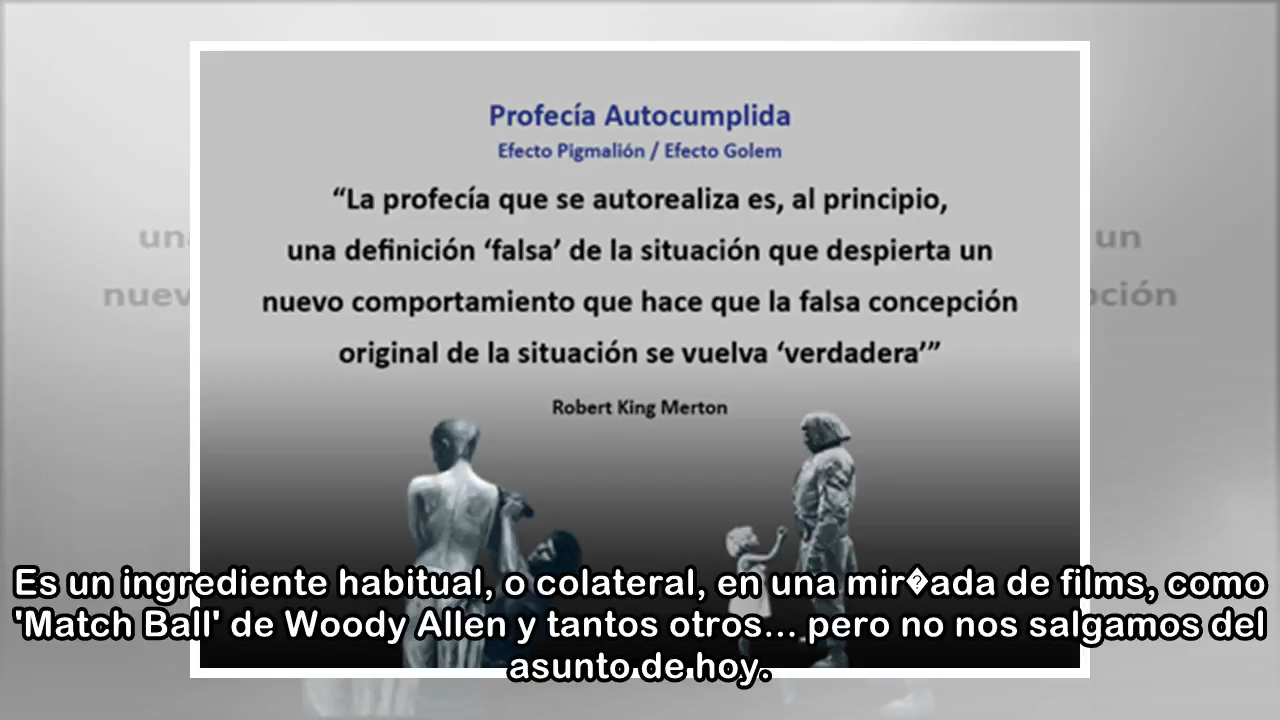 Profecía Autocumplida
Efecto Pigmalión / Efecto Golem
“La profecía que se autorealiza es, al principio,
una definición ‘falsa’ de la situación que despierta un
nuevo comportamiento que hace que la falsa concepción
original de la situación se vuelva ‘verdadera’”
Robert King Merton
Es un ingrediente habitual, o colateral, en una mir�ada de films, como
'Match Ball' de Woody Allen y tantos otros... pero no nos salgamos del
asunto de hoy.